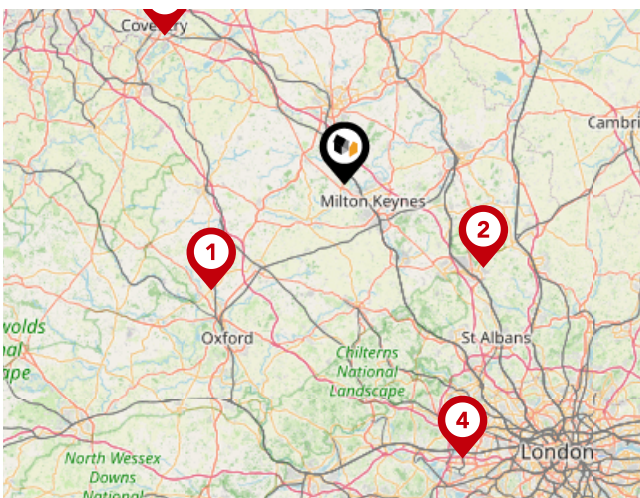 Coventry
Cambri
Milton Keynes
1
2
wolds
nal
ape
Oxford
St Albans
Chilterns
National
Landscape
4
London
North Wessex
Downs
National